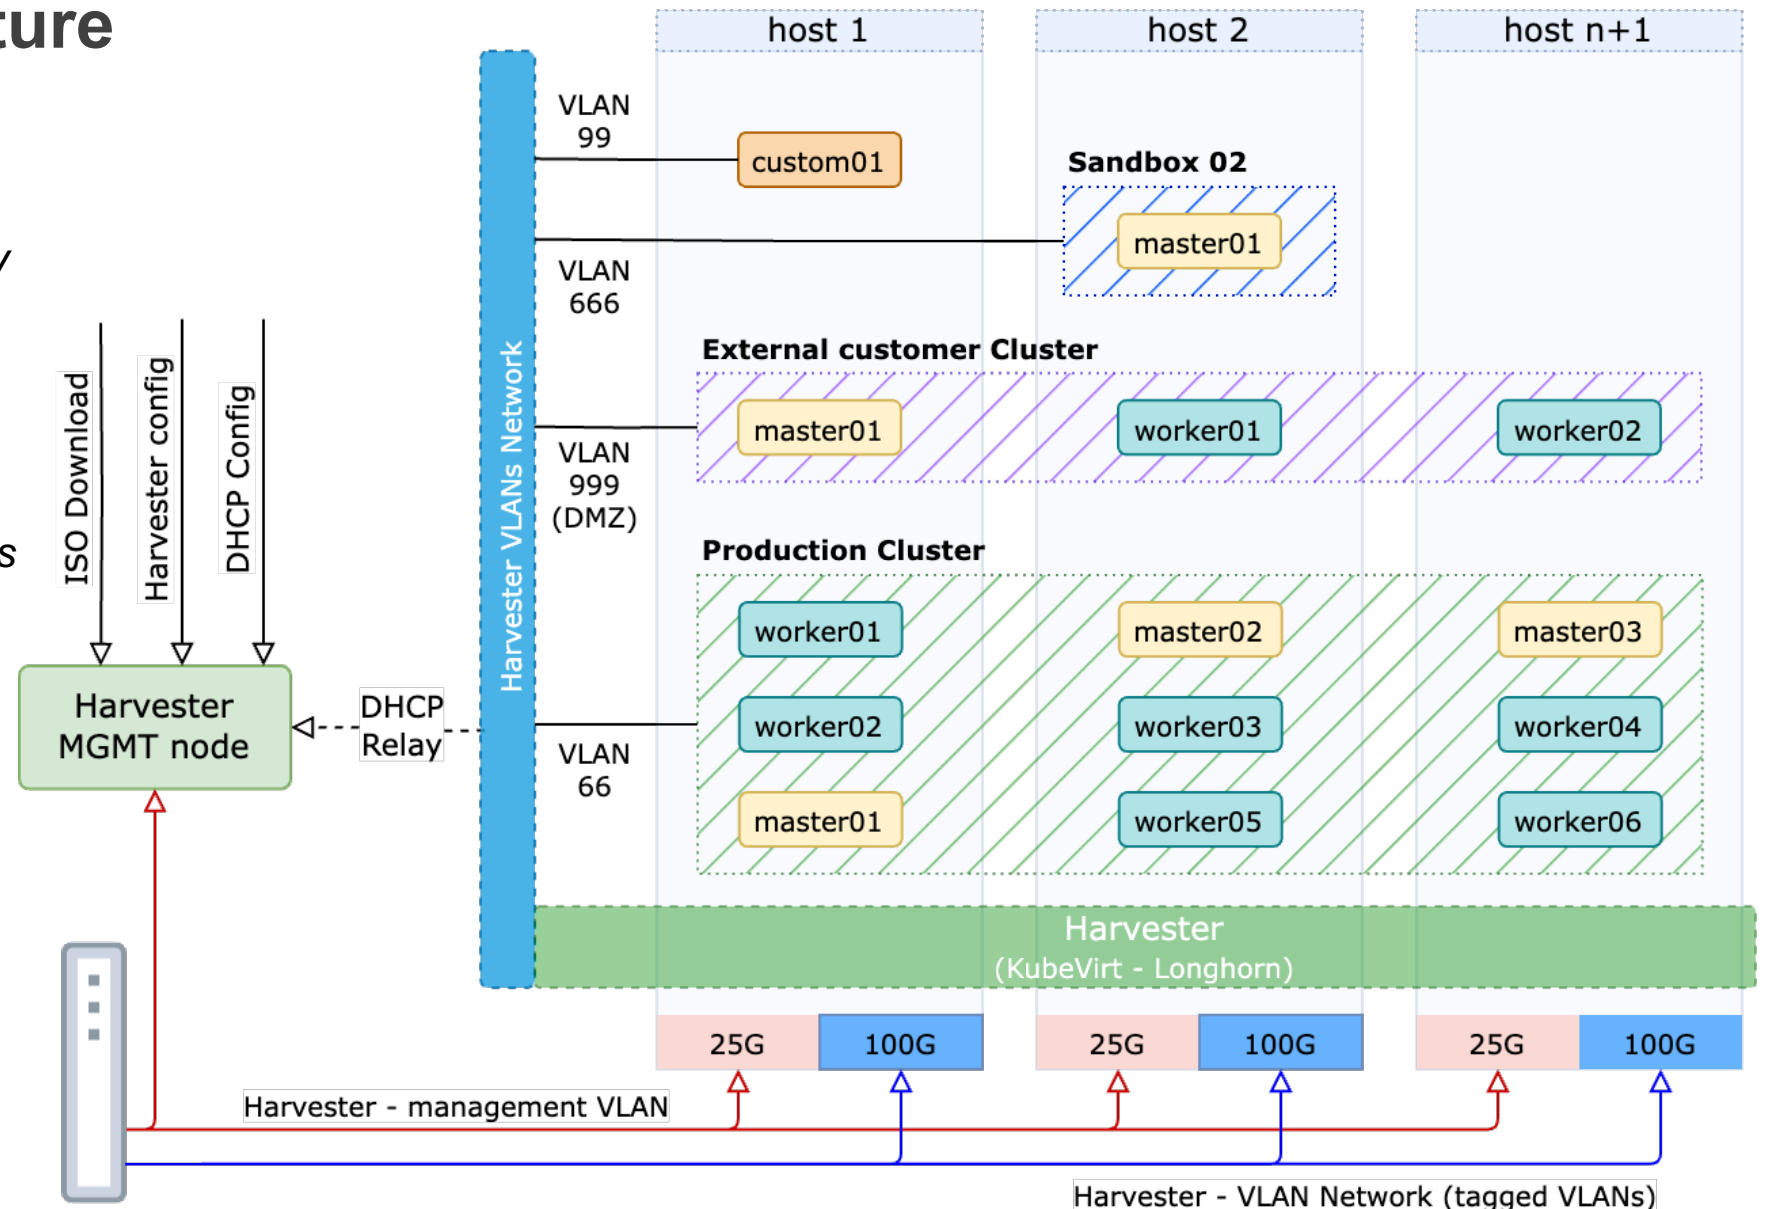 ture
y
s
host 1
host 2
host n+1
VLAN
99
custom01
Sandbox 02
master01
VLAN
666
External customer Cluster
master01
worker01
worker02
VLAN
999
(DMZ)
Production Cluster
worker01
master02
master03
worker02
worker03
worker04
VLAN
66
master01
worker05
worker06
Harvester VLANs Network
ISO Download
Harvester config
DHCP Config
Harvester
MGMT node
DHCP
Relay
Harvester
(KubeVirt - Longhorn)
25G
100G
25G
100G
25G
100G
Harvester - management VLAN
Harvester - VLAN Network (tagged VLANs)